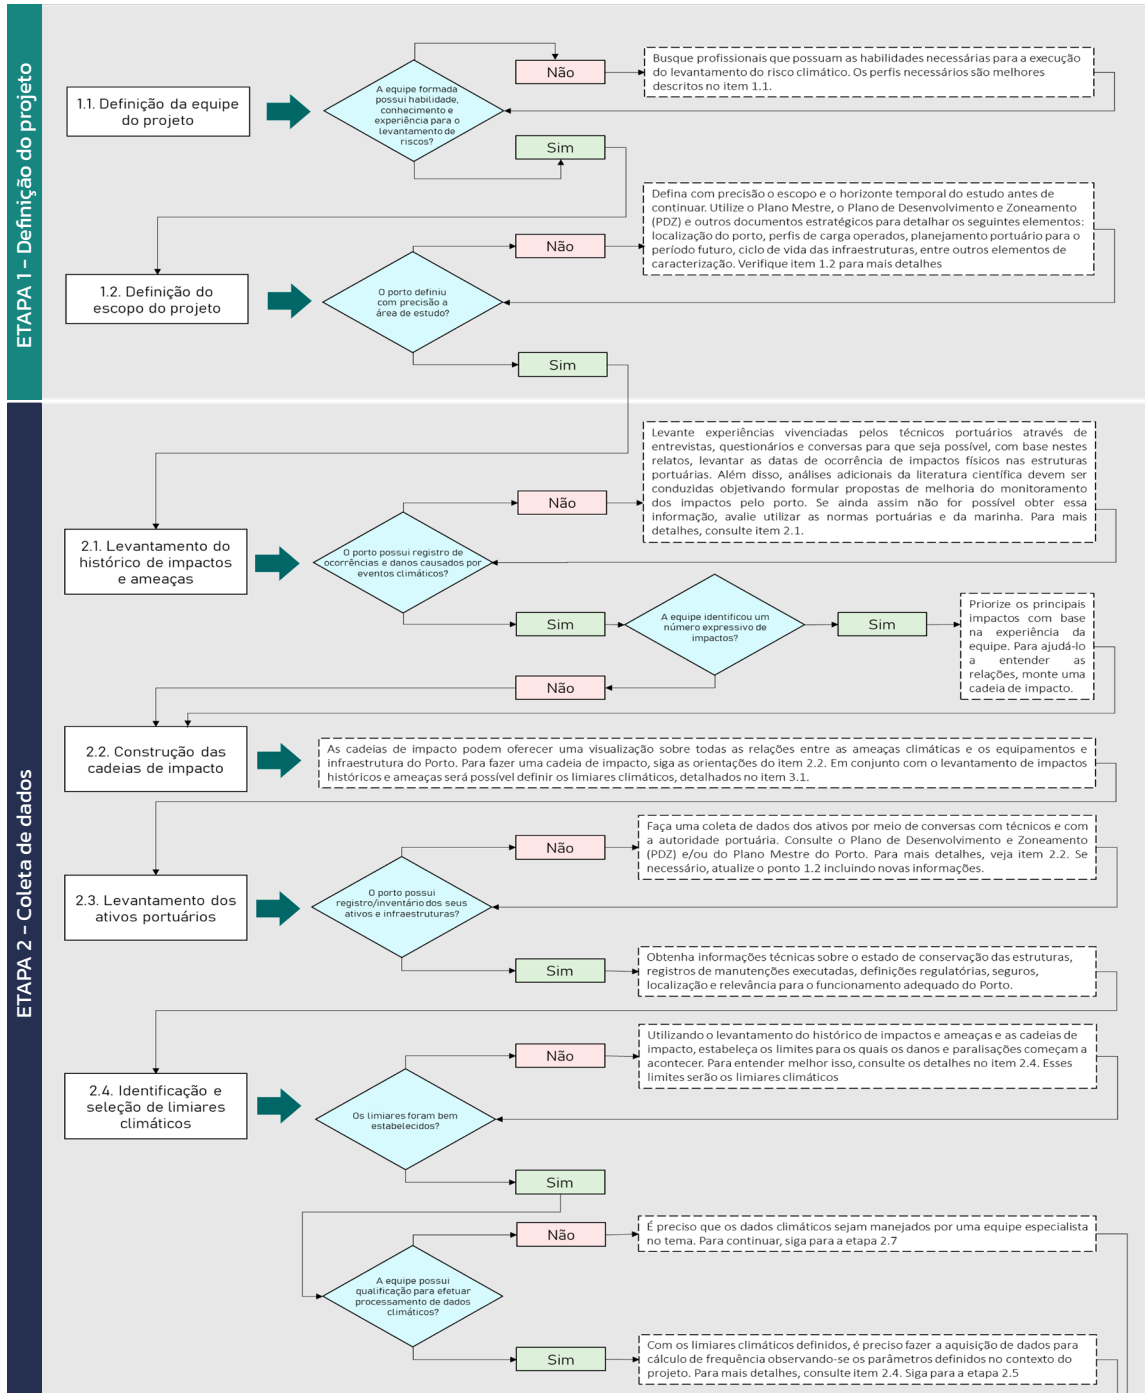 ETAPA 1 – Definição do projeto
1.1. Definição da equipe
do projeto
A equipe formada
possui habilidade,
conhecimento e
experiência para o
levantamento de
riscos?
Não
Busque profissionais que possuam as habilidades necessárias para a execução
do levantamento do risco climático. Os perfis necessários são melhores
descritos no item 1.1.
Sim
1.2. Definição do
escopo do projeto
O porto definiu
com precisão a
área de estudo?
Não
Defina com precisão o escopo e o horizonte temporal do estudo antes de
continuar. Utilize o Plano Mestre, o Plano de Desenvolvimento e Zoneamento
(PDZ) e outros documentos estratégicos para detalhar os seguintes elementos:
localização do porto, perfis de carga operados, planejamento portuário para o
período futuro, ciclo de vida das infraestruturas, entre outros elementos de
caracterização. Verifique item 1.2 para mais detalhes
Sim
ETAPA 2 – Coleta de dados
2.1. Levantamento do
histórico de impactos
e ameaças
O porto possui registro de
ocorrências e danos causados por
eventos climáticos?
Não
Levante experiências vivenciadas pelos técnicos portuários através de
entrevistas, questionários e conversas para que seja possível, com base nestes
relatos, levantar as datas de ocorrência de impactos físicos nas estruturas
portuárias. Além disso, análises adicionais da literatura científica devem ser
conduzidas objetivando formular propostas de melhoria do monitoramento
dos impactos pelo porto. Se ainda assim não for possível obter essa
informação, avalie utilizar as normas portuárias e da marinha. Para mais
detalhes, consulte item 2.1.
Sim
A equipe identificou um
número expressivo de
impactos?
Sim
Priorize os principais
impactos com base
na experiência da
equipe. Para ajudá-lo
a entender as
relações, monte uma
cadeia de impacto.
Não
2.2. Construção das
cadeias de impacto
As cadeias de impacto podem oferecer uma visualização sobre todas as relações entre as ameaças climáticas e os equipamentos e
infraestrutura do Porto. Para fazer uma cadeia de impacto, siga as orientações do item 2.2. Em conjunto com o levantamento de impactos
históricos e ameaças será possível definir os limiares climáticos, detalhados no item 3.1.
2.3. Levantamento dos
ativos portuários
O porto possui
registro/inventário dos seus
ativos e infraestruturas?
Não
Faça uma coleta de dados dos ativos por meio de conversas com técnicos e com
a autoridade portuária. Consulte o Plano de Desenvolvimento e Zoneamento
(PDZ) e/ou do Plano Mestre do Porto. Para mais detalhes, veja item 2.2. Se
necessário, atualize o ponto 1.2 incluindo novas informações.
Sim
Obtenha informações técnicas sobre o estado de conservação das estruturas,
registros de manutenções executadas, definições regulatórias, seguros,
localização e relevância para o funcionamento adequado do Porto.
2.4. Identificação e
seleção de limiares
climáticos
Os limiares foram bem
estabelecidos?
Não
Utilizando o levantamento do histórico de impactos e ameaças e as cadeias de
impacto, estabeleça os limites para os quais os danos e paralisações começam a
acontecer. Para entender melhor isso, consulte os detalhes no item 2.4. Esses
limites serão os limiares climáticos
Sim
A equipe possui
qualificação para efetuar
processamento de dados
climáticos?
Não
É preciso que os dados climáticos sejam manejados por uma equipe especialista
no tema. Para continuar, siga para a etapa 2.7
Sim
Com os limiares climáticos definidos, é preciso fazer a aquisição de dados para
cálculo de frequência observando-se os parâmetros definidos no contexto do
projeto. Para mais detalhes, consulte item 2.4. Siga para a etapa 2.5